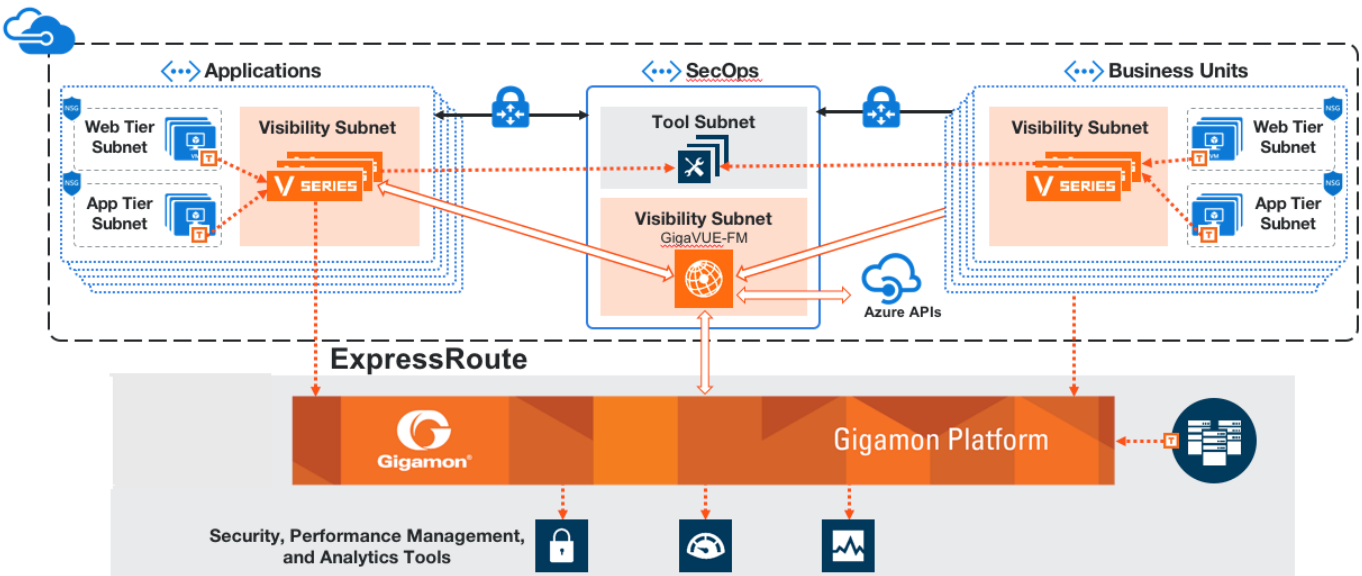 Applications
SecOps
Business Units
NSG
Web Tier
Subnet
VM
T
NSG
App Tier
Subnet
T
Visibility Subnet
V SERIES
Tool Subnet
Visibility Subnet
GigaVUE-FM
Azure APIs
Visibility Subnet
V SERIES
NSG
Web Tier
Subnet
VM
T
NSG
App Tier
Subnet
T
ExpressRoute
Gigamon®
Gigamon Platform
T
Security, Performance Management,
and Analytics Tools